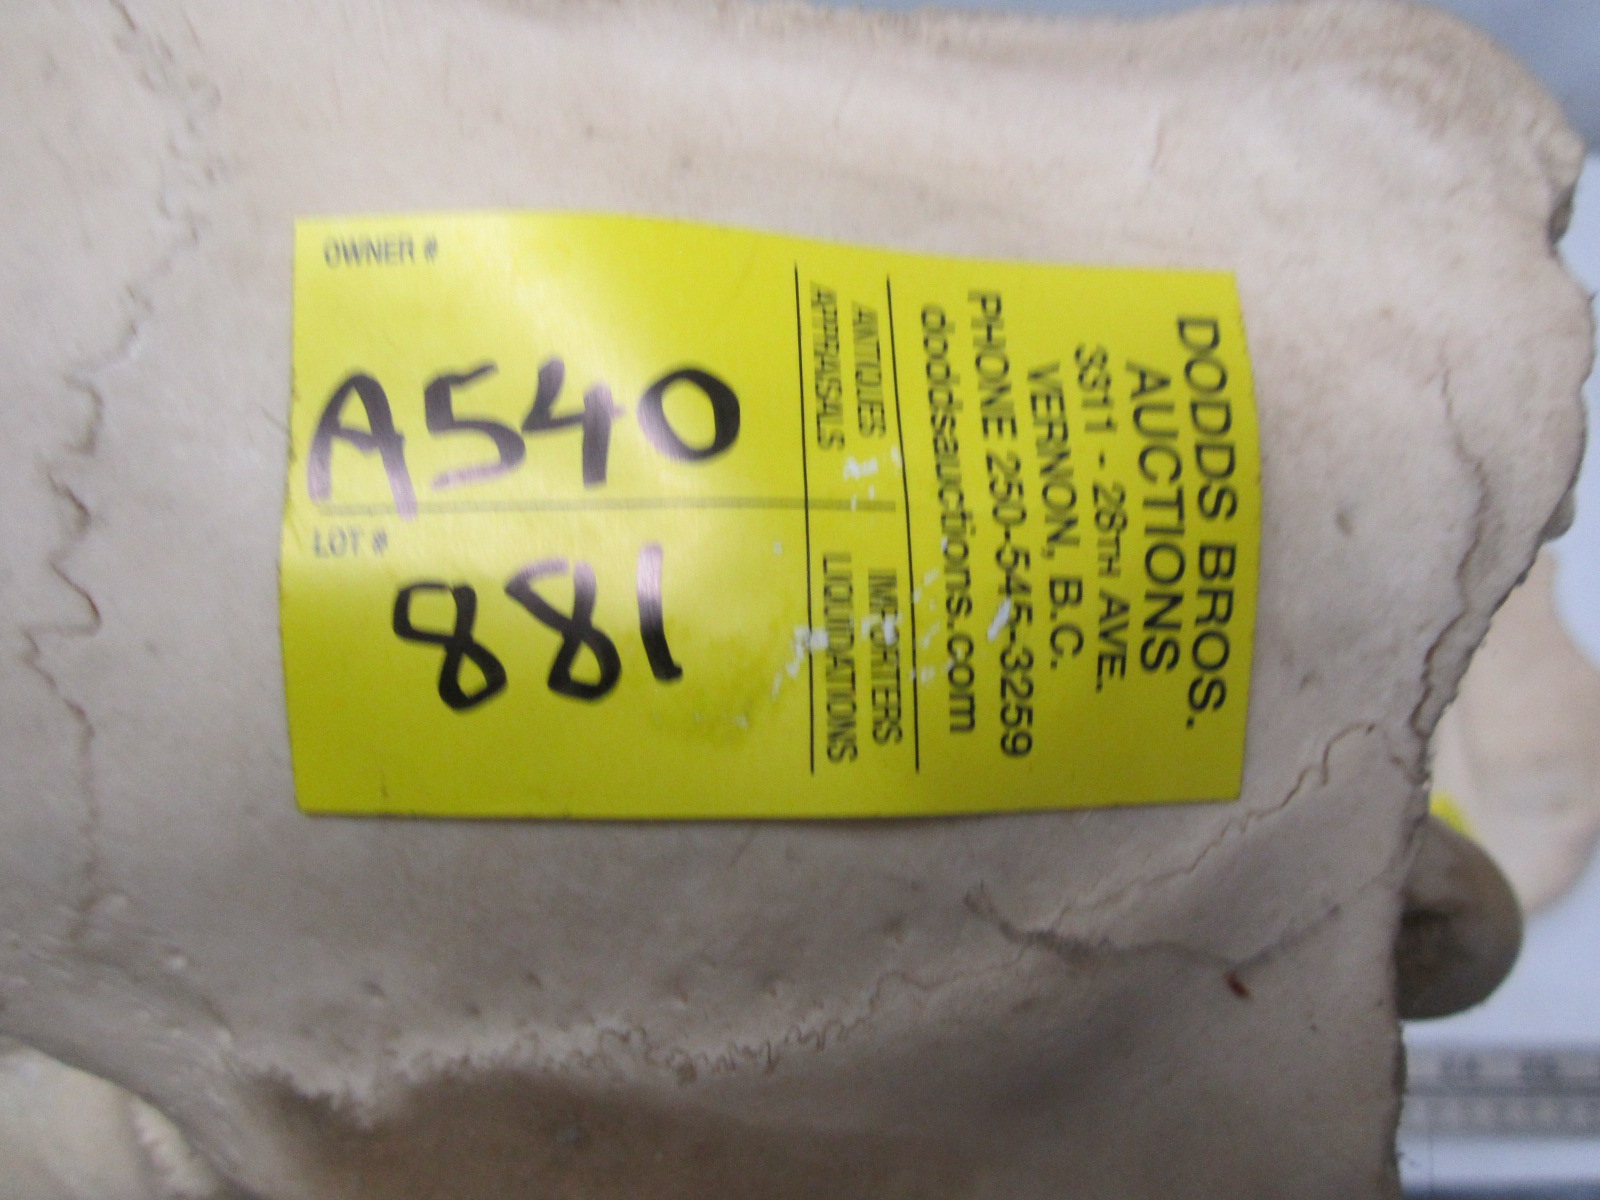 DODDS BROS.
AUCTIONS
3311 - 28TH AVE.
VERNON, B.C.
PHONE 250-545-3259
doddsauctions.com
ANTIQUES IMPORTERS
APPRAISALS LIQUIDATIONS
OWNER #
A540
LOT #
881